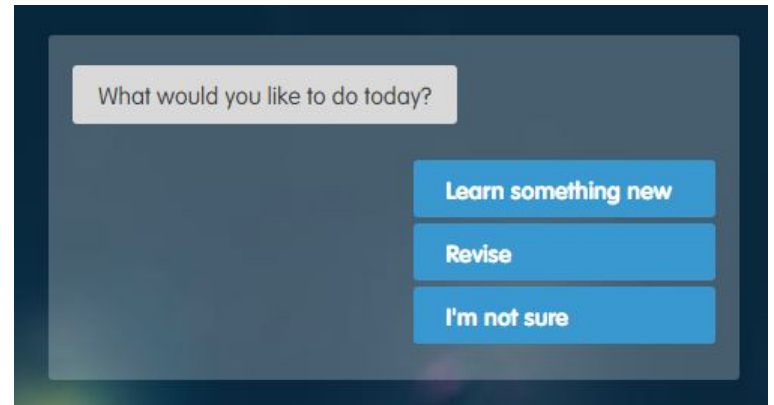 What would you like to do today?
Learn something new
Revise
I'm not sure